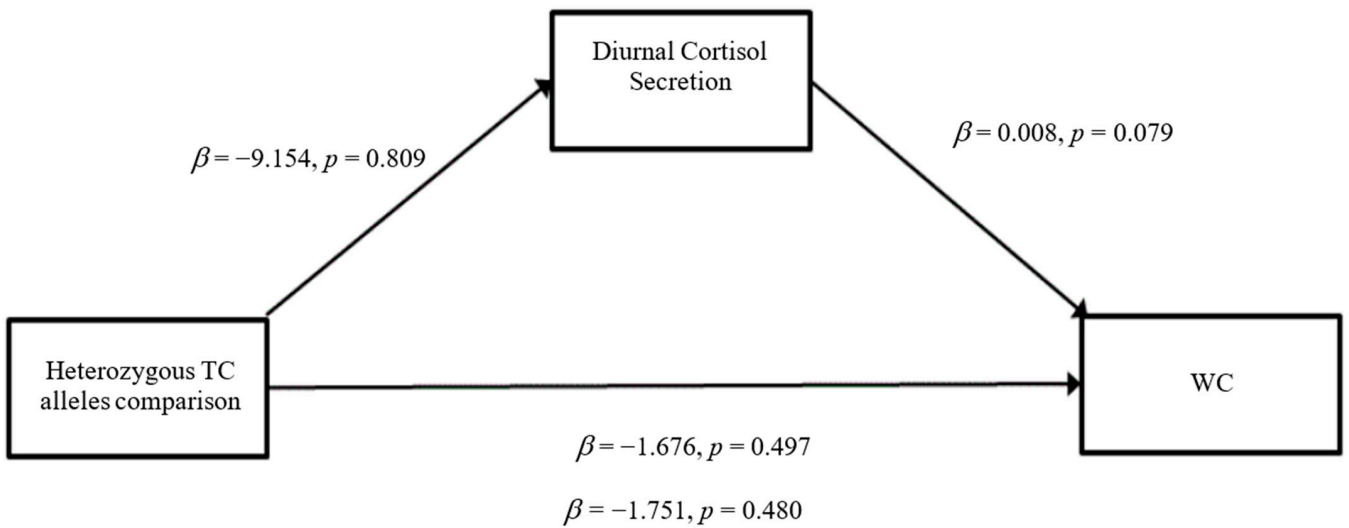 Diurnal Cortisol
Secretion
β = −9.154, p = 0.809
β = 0.008, p = 0.079
Heterozygous TC
alleles comparison
WC
β = −1.676, p = 0.497
β = −1.751, p = 0.480